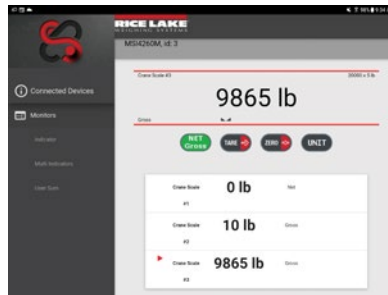 RICE LAKE
WEIGHING SYSTEMS
MSI4260M, id: 3
Connected Devices
Monitors
Indicator
Multi Indicators
User Sum
Crane Scale #3
9865 lb
Gross
NET
Gross
TARE
ZERO
UNIT
Crane Scale
#1
0 lb
Net
Crane Scale
#2
10 lb
Gross
Crane Scale
#3
9865 lb
Gross